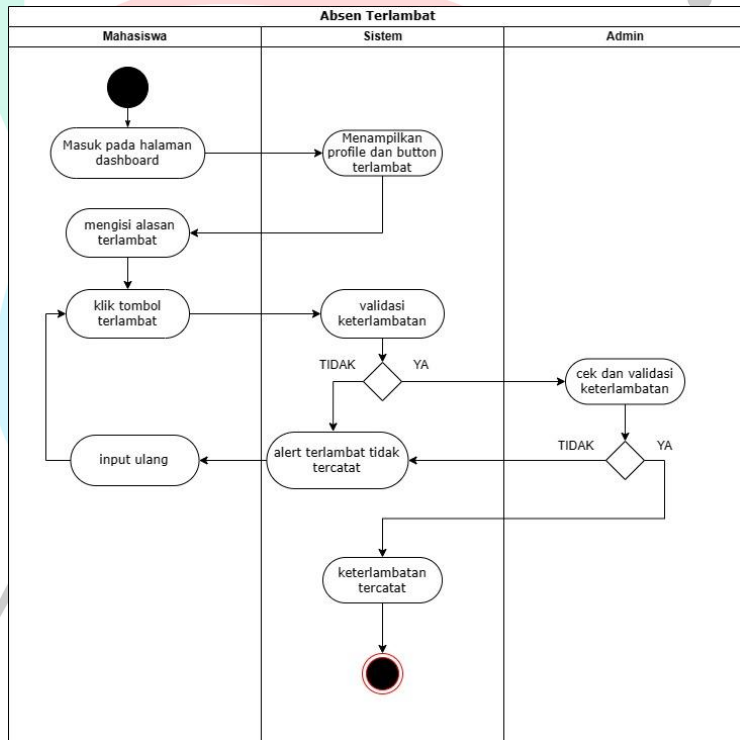 Absen Terlambat
Mahasiswa
Sistem
Admin
Masuk pada halaman
dashboard
Menampilkan
profile dan button
terlambat
mengisi alasan
terlambat
klik tombol
terlambat
validasi
keterlambatan
TIDAK
YA
cek dan validasi
keterlambatan
TIDAK
YA
alert terlambat tidak
tercatat
input ulang
keterlambatan
tercatat